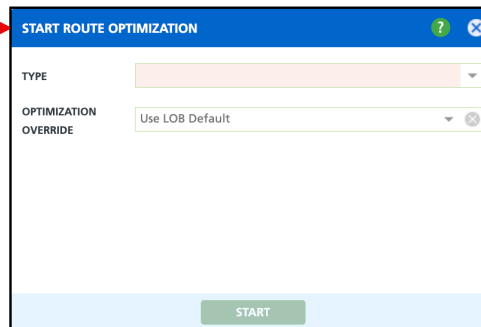 START ROUTE OPTIMIZATION ?
TYPE
OPTIMIZATION
OVERRIDE
Use LOB Default
START